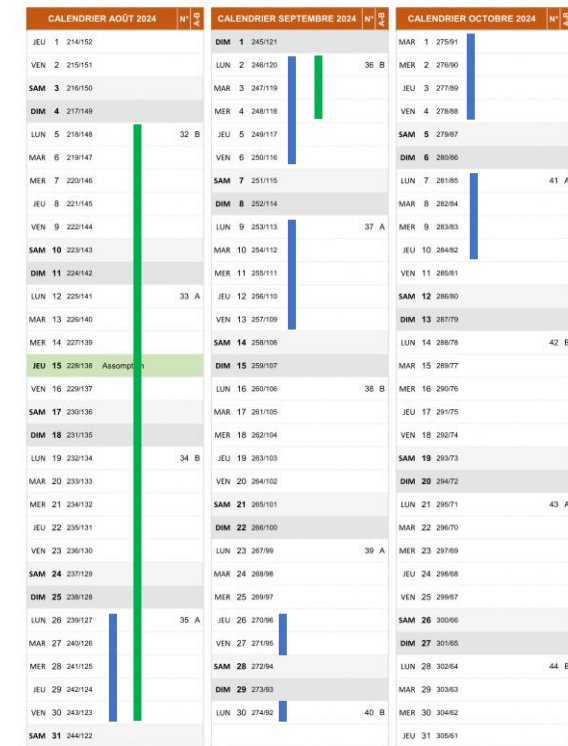 CALENDRIER AOÛT 2024 N° A-B
JEU 1 214/152
VEN 2 215/151
SAM 3 216/150
DIM 4 217/149
LUN 5 218/148 32 B
MAR 6 219/147
MER 7 220/146
JEU 8 221/145
VEN 9 222/144
SAM 10 223/143
DIM 11 224/142
LUN 12 225/141 33 A
MAR 13 226/140
MER 14 227/139
JEU 15 228/138
VEN 16 229/137
SAM 17 230/136
DIM 18 231/135
LUN 19 232/134 34 B
MAR 20 233/133
MER 21 234/132
JEU 22 235/131
VEN 23 236/130
SAM 24 237/129
DIM 25 238/128
LUN 26 239/127 35 A
MAR 27 240/126
MER 28 241/125
JEU 29 242/124
VEN 30 243/123
SAM 31 244/122
CALENDRIER SEPTEMBRE 2024 N° A-B
DIM 1 245/121
LUN 2 246/120 36 B
MAR 3 247/119
MER 4 248/118
JEU 5 249/117
VEN 6 250/116
SAM 7 251/115
DIM 8 252/114
LUN 9 253/113 37 A
MAR 10 254/112
MER 11 255/111
JEU 12 256/110
VEN 13 257/109
SAM 14 258/108
DIM 15 259/107
LUN 16 260/106 38 B
MAR 17 261/105
MER 18 262/104
JEU 19 263/103
VEN 20 264/102
SAM 21 265/101
DIM 22 266/100
LUN 23 267/99 39 A
MAR 24 268/98
MER 25 269/97
JEU 26 270/96
VEN 27 271/95
SAM 28 272/94
DIM 29 273/93
LUN 30 274/92 40 B
CALENDRIER OCTOBRE 2024 N° A-B
MAR 1 275/91
MER 2 276/90
JEU 3 277/89
VEN 4 278/88
SAM 5 279/87
DIM 6 280/86
LUN 7 281/85 41 A
MAR 8 282/84
MER 9 283/83
JEU 10 284/82
VEN 11 285/81
SAM 12 286/80
DIM 13 287/79
LUN 14 288/78 42 B
MAR 15 289/77
MER 16 290/76
JEU 17 291/75
VEN 18 292/74
SAM 19 293/73
DIM 20 294/72
LUN 21 295/71 43 A
MAR 22 296/70
MER 23 297/69
JEU 24 298/68
VEN 25 299/67
SAM 26 300/66
DIM 27 301/65
LUN 28 302/64 44 B
MAR 29 303/63
MER 30 304/62
JEU 31 305/61